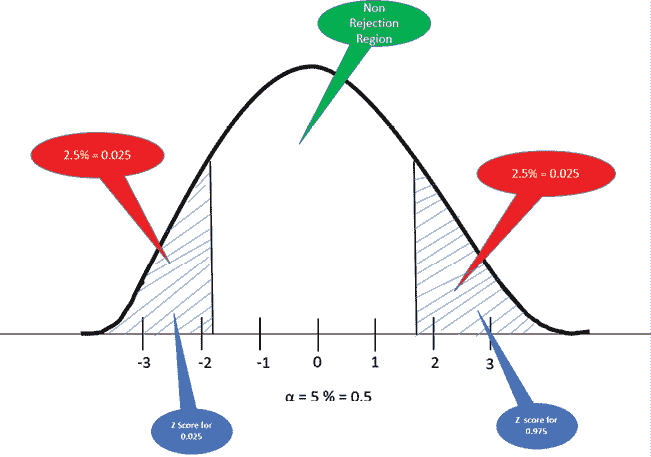 Non
Rejection
Region
2.5% = 0.025
2.5% = 0.025
-3 -2 -1 0 1 2 3
α = 5 % = 0.5
Z Score for
0.025
Z score for
0.975